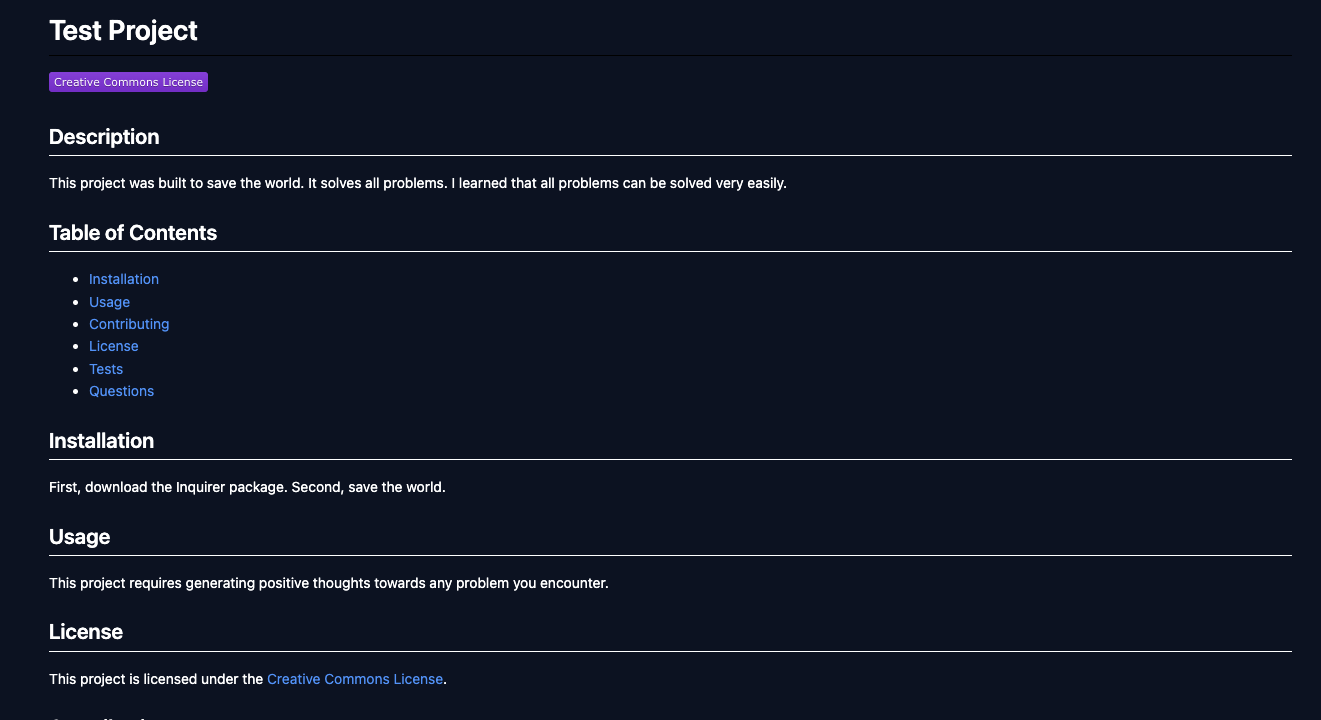 Test Project
Creative Commons License
Description
This project was built to save the world. It solves all problems. I learned that all problems can be solved very easily.
Table of Contents
Installation
Usage
Contributing
License
Tests
Questions
Installation
First, download the Inquirer package. Second, save the world.
Usage
This project requires generating positive thoughts towards any problem you encounter.
License
This project is licensed under the Creative Commons License.